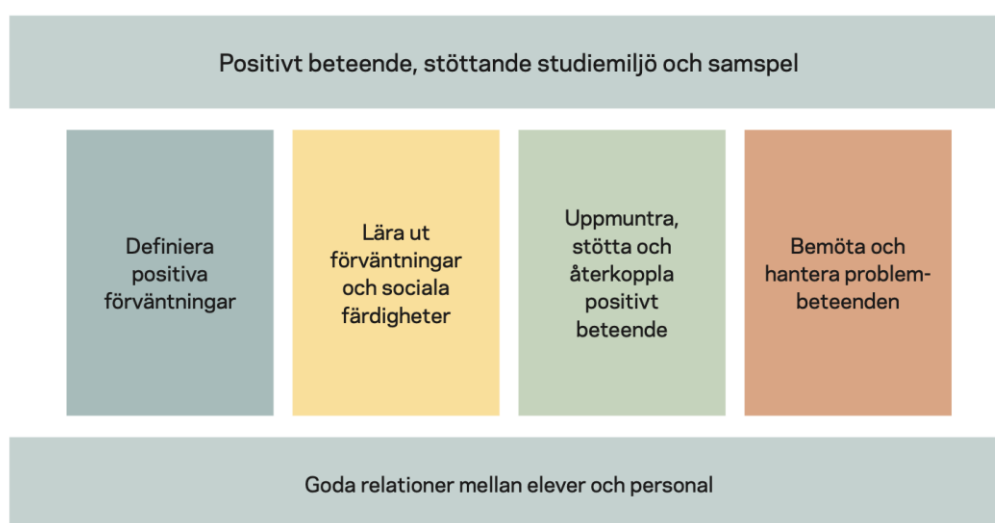 Positivt beteende, stöttande studiemiljö och samspel
Definiera
positiva
förväntningar
Lära ut
förväntningar
och sociala
färdigheter
Uppmuntra,
stötta och
återkoppla
positivt
beteende
Bemöta och
hantera problem-
beteenden
Goda relationer mellan elever och personal